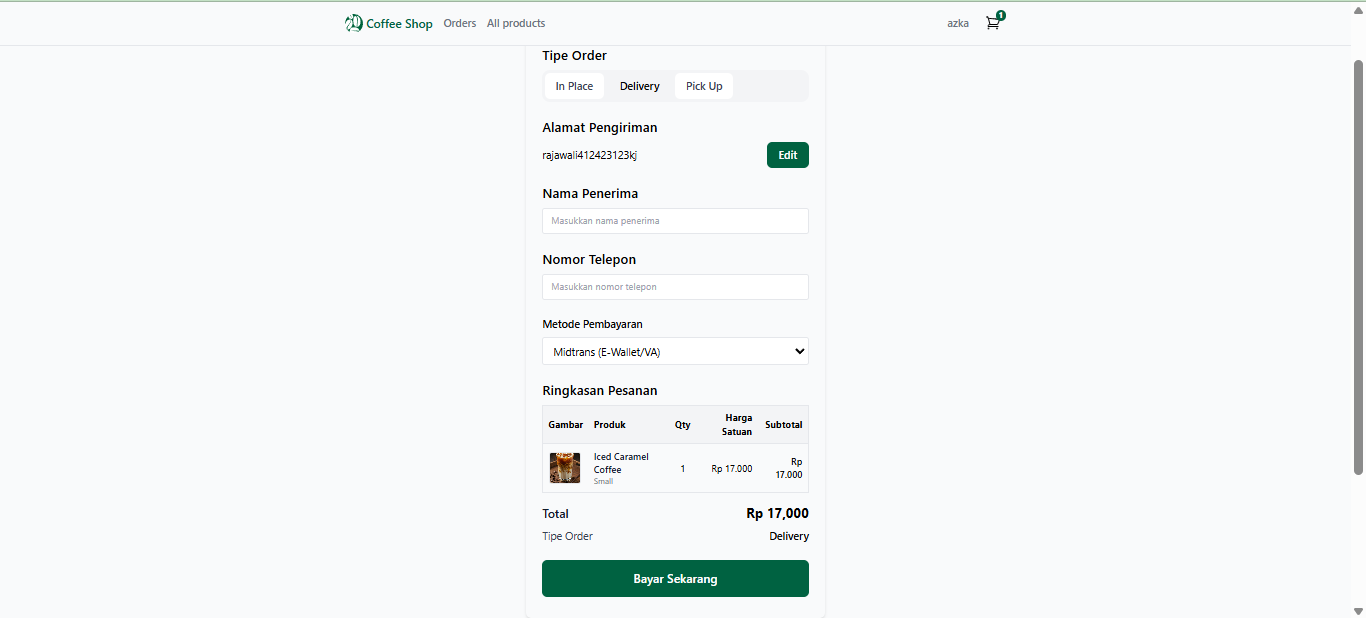 Coffee Shop Orders All products azka 1
Tipe Order
In Place Delivery Pick Up
Alamat Pengiriman
rajawali412423123kj Edit
Nama Penerima
Masukkan nama penerima
Nomor Telepon
Masukkan nomor telepon
Metode Pembayaran
Midtrans (E-Wallet/VA)
Ringkasan Pesanan
Gambar Produk Qty Harga Satuan Subtotal
Iced Caramel Coffee 1 Rp 17.000 Rp 17.000
Small
Total Rp 17,000
Tipe Order Delivery
Bayar Sekarang